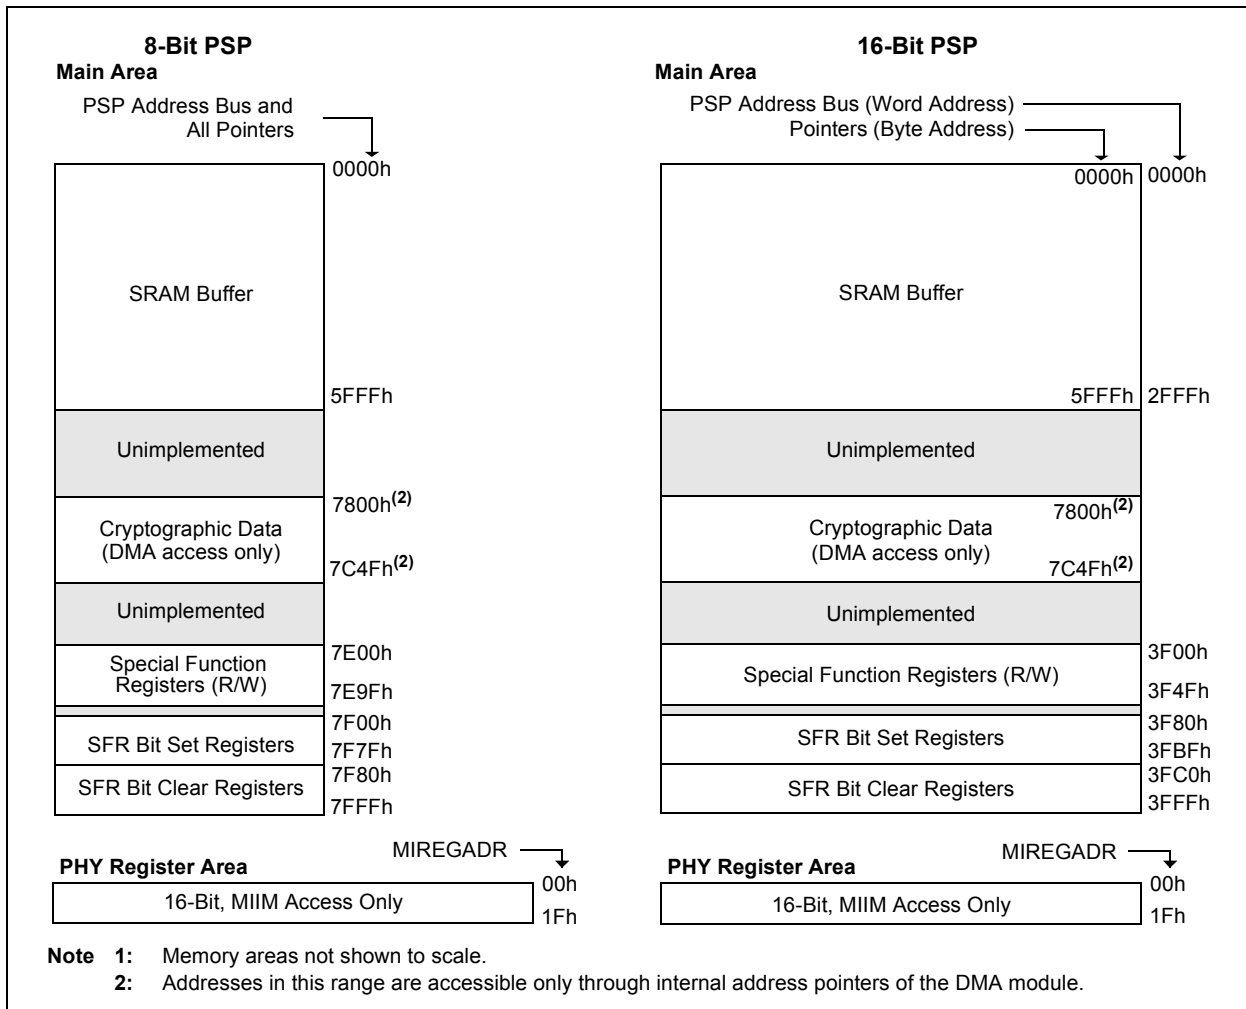 8-Bit PSP
Main Area
PSP Address Bus and
All Pointers
0000h
SRAM Buffer
5FFFh
Unimplemented
7800h(2)
Cryptographic Data
(DMA access only)
7C4Fh(2)
Unimplemented
7E00h
Special Function
Registers (R/W)
7E9Fh
7F00h
SFR Bit Set Registers
7F7Fh
7F80h
SFR Bit Clear Registers
7FFFh
PHY Register Area
MIREGADR
00h
16-Bit, MIIM Access Only
1Fh
16-Bit PSP
Main Area
PSP Address Bus (Word Address)
Pointers (Byte Address)
0000h 0000h
SRAM Buffer
5FFFh 2FFFh
Unimplemented
7800h(2)
Cryptographic Data
(DMA access only)
7C4Fh(2)
Unimplemented
3F00h
Special Function Registers (R/W)
3F4Fh
3F80h
SFR Bit Set Registers
3FBFh
3FC0h
SFR Bit Clear Registers
3FFFh
PHY Register Area
MIREGADR
00h
16-Bit, MIIM Access Only
1Fh
Note 1: Memory areas not shown to scale.
2: Addresses in this range are accessible only through internal address pointers of the DMA module.